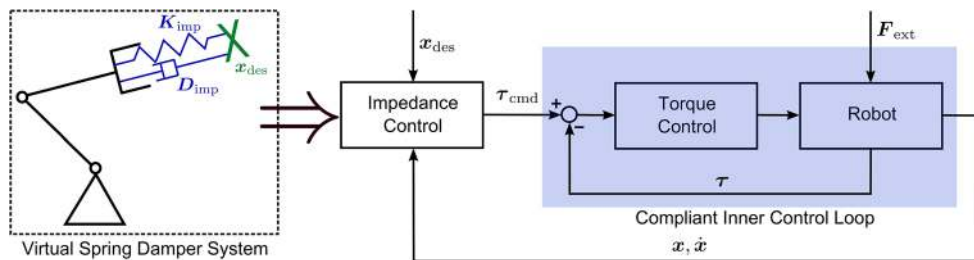 K_imp
x_des
D_imp
Virtual Spring Damper System
x_des
Impedance
Control
τ_cmd
+
−
Torque
Control
F_ext
Robot
τ
Compliant Inner Control Loop
x, ẋ